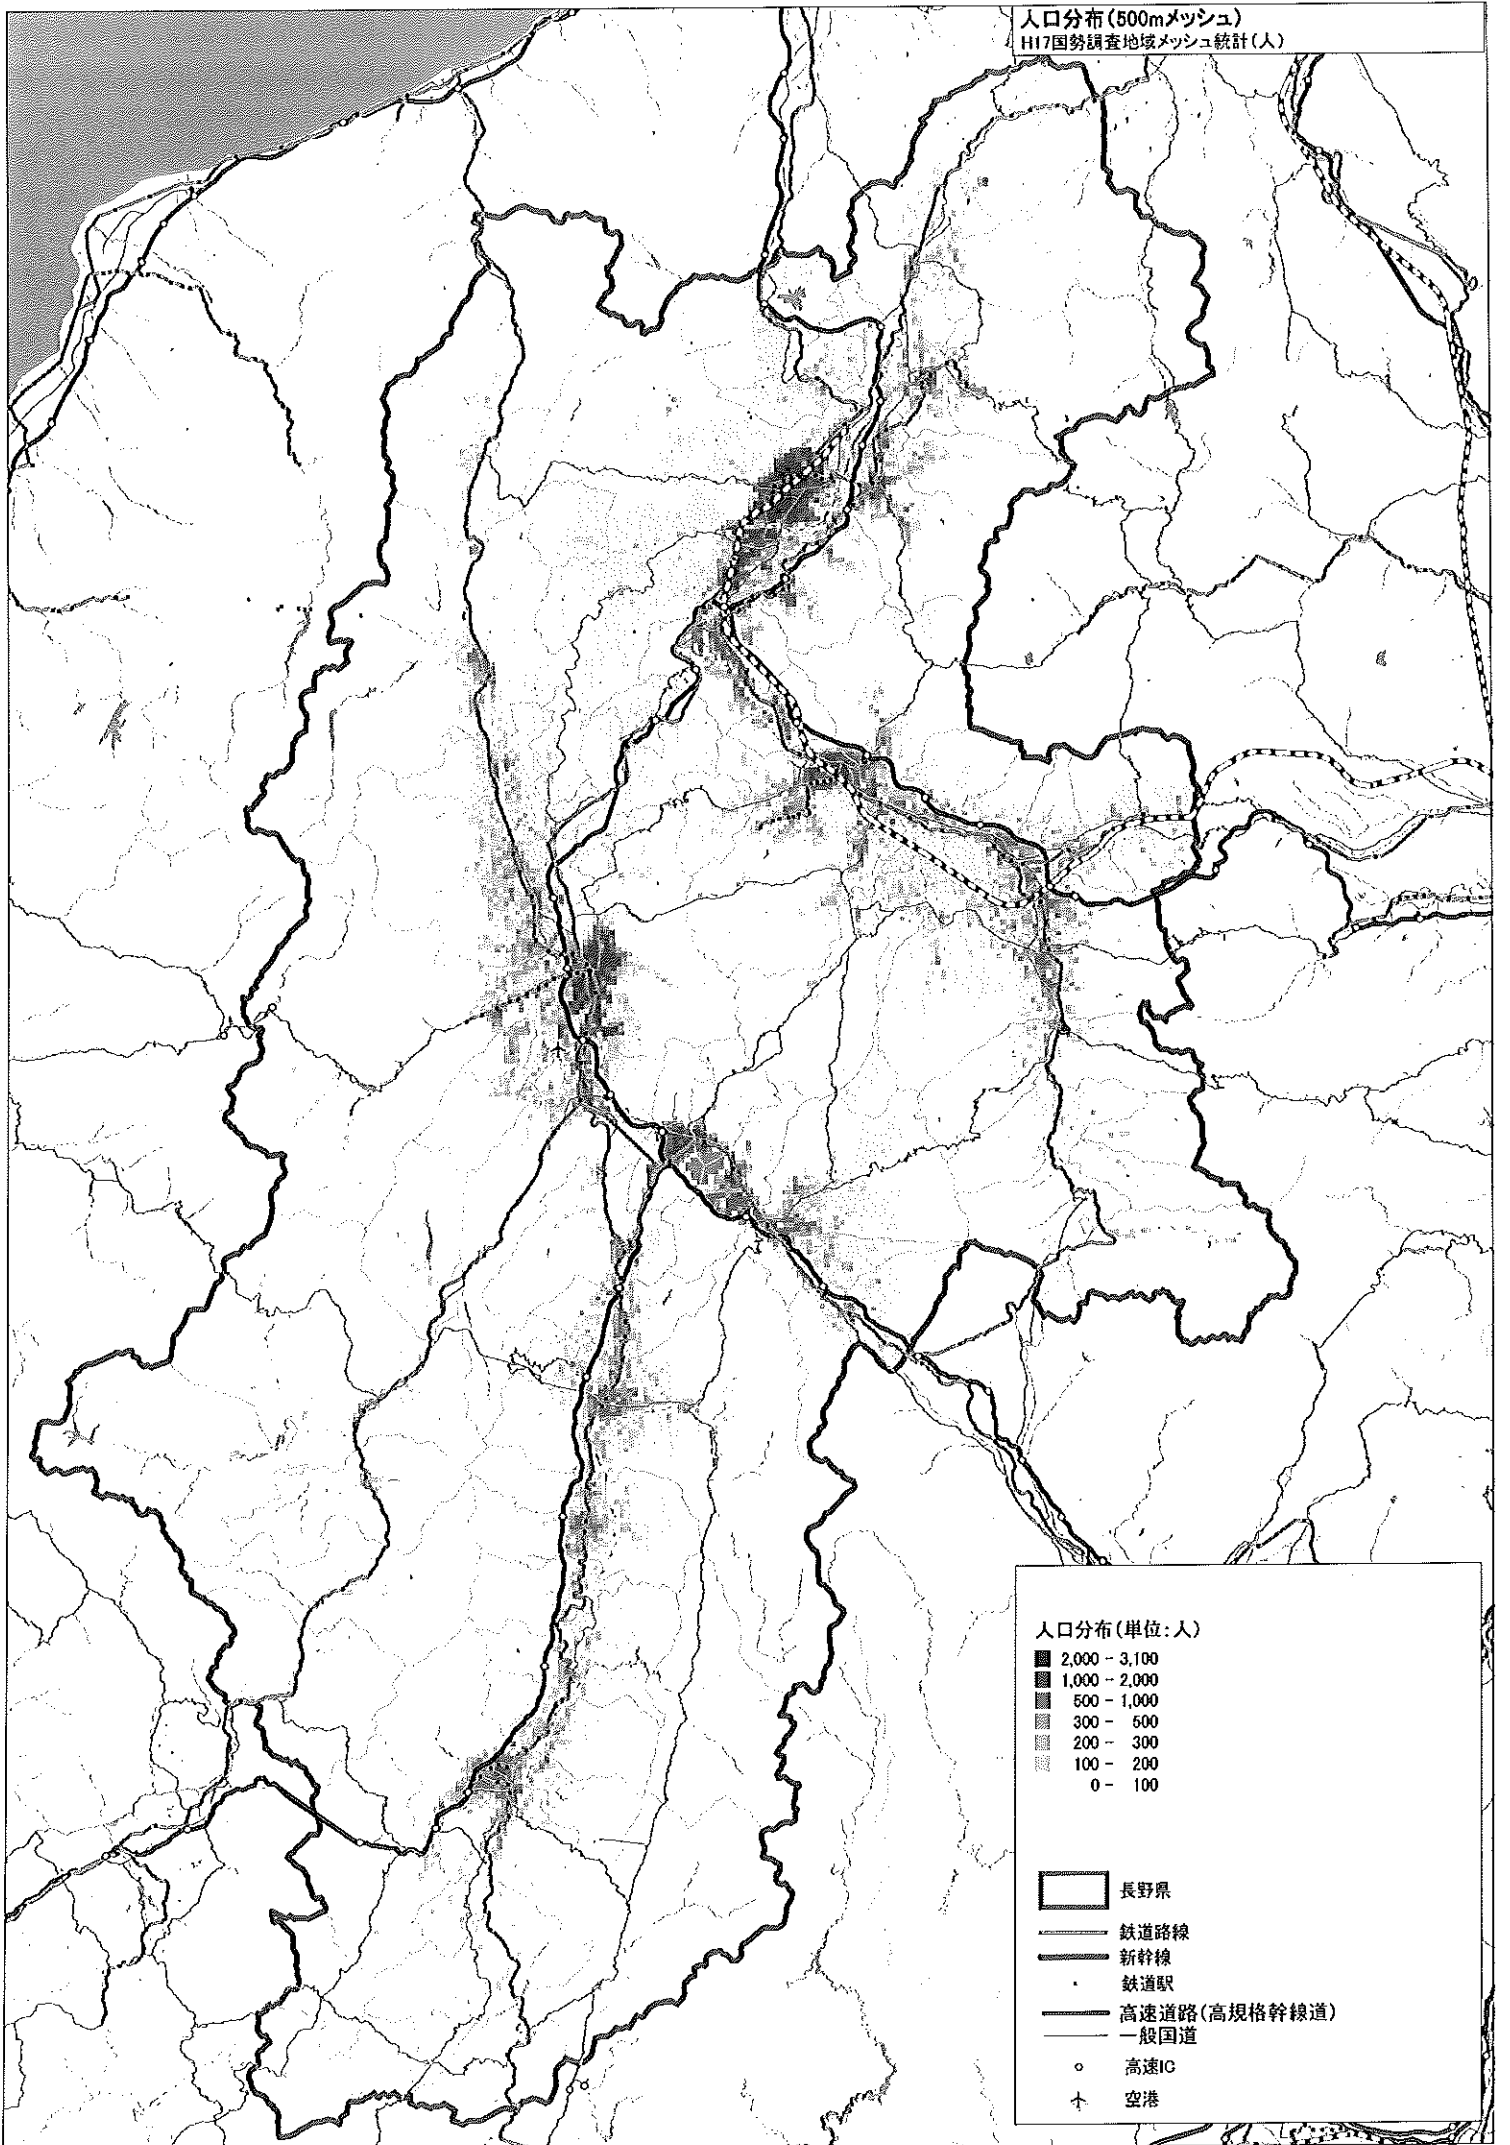 人口分布(500mメッシュ)
H17国勢調査地域メッシュ統計(人)
人口分布(単位:人)
2,000 - 3,100
1,000 - 2,000
500 - 1,000
300 - 500
200 - 300
100 - 200
0 - 100
長野県
鉄道路線
新幹線
鉄道駅
高速道路(高規格幹線道)
一般国道
高速IC
空港